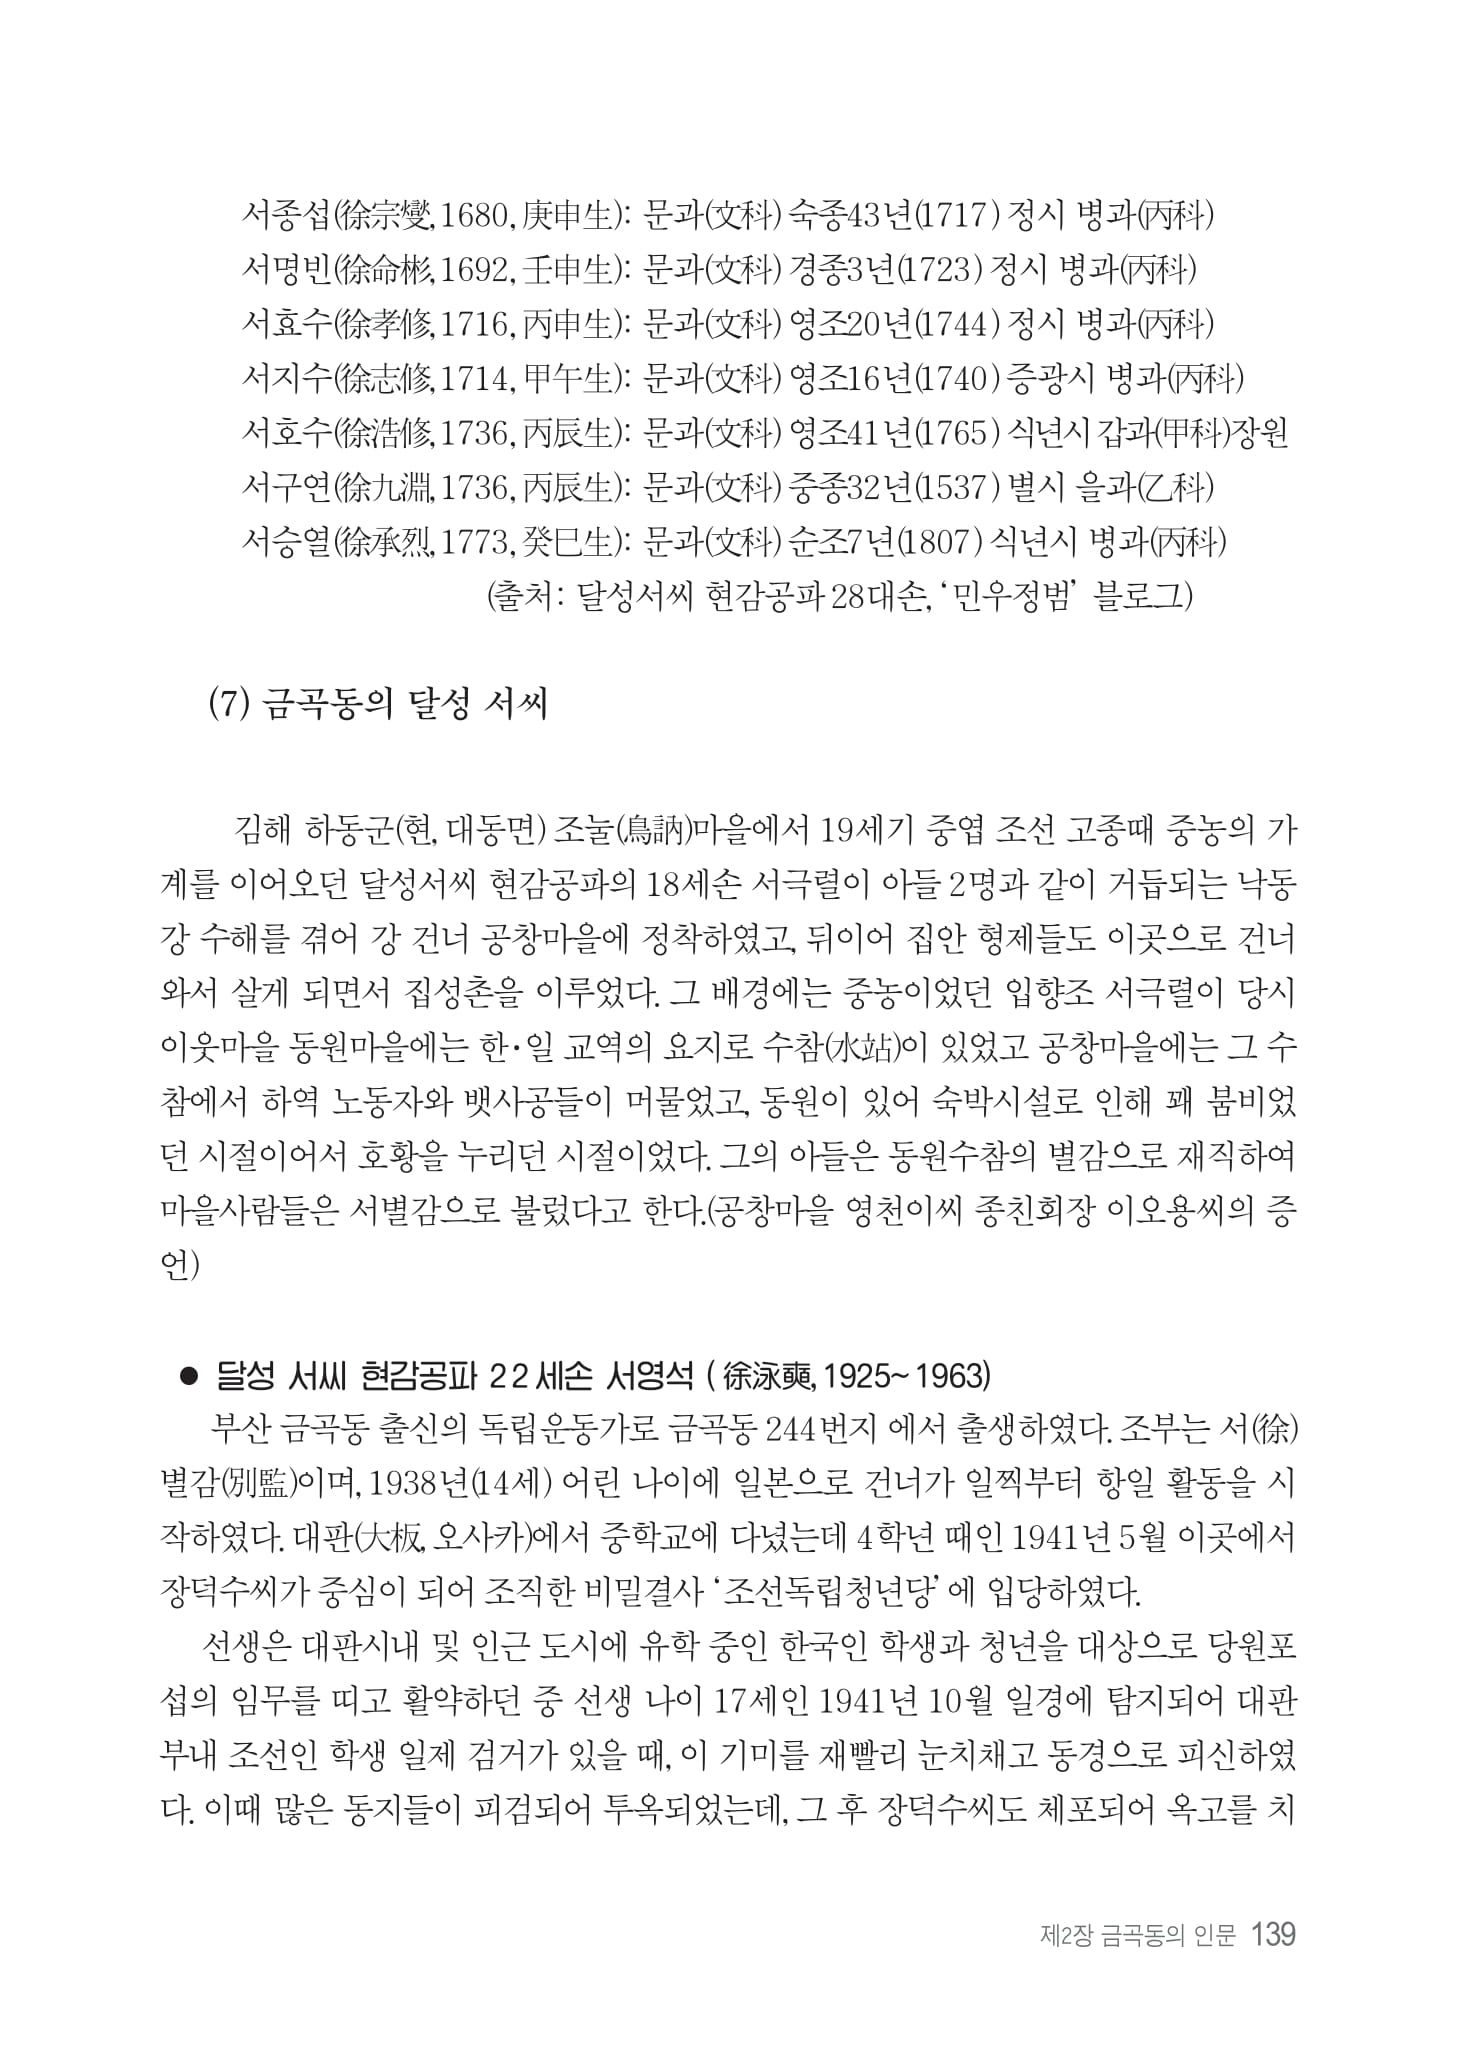 서종섭(徐宗燮, 1680, 庚申生): 문과(文科) 숙종43년(1717) 정시 병과(丙科)
서명빈(徐命彬, 1692, 壬申生): 문과(文科) 경종3년(1723) 정시 병과(丙科)
서효수(徐孝修, 1716, 丙申生): 문과(文科) 영조20년(1744) 정시 병과(丙科)
서지수(徐志修, 1714, 甲午生): 문과(文科) 영조16년(1740) 증광시 병과(丙科)
서호수(徐浩修, 1736, 丙辰生): 문과(文科) 영조41년(1765) 식년시 갑과(甲科)장원
서구연(徐九淵, 1736, 丙辰生): 문과(文科) 중종32년(1537) 별시 을과(乙科)
서승열(徐承烈, 1773, 癸巳生): 문과(文科) 순조7년(1807) 식년시 병과(丙科)
(출처: 달성서씨 현감공파 28대손, ‘민우정범’ 블로그)
(7) 금곡동의 달성 서씨
김해 하동군(현, 대동면) 조눌(鳥訥)마을에서 19세기 중엽 조선 고종때 중농의 가
계를 이어오던 달성서씨 현감공파의 18세손 서극렬이 아들 2명과 같이 거듭되는 낙동
강 수해를 겪어 강 건너 공창마을에 정착하였고, 뒤이어 집안 형제들도 이곳으로 건너
와서 살게 되면서 집성촌을 이루었다. 그 배경에는 중농이었던 입향조 서극렬이 당시
이웃마을 동원마을에는 한·일 교역의 요지로 수참(水站)이 있었고 공창마을에는 그 수
참에서 하역 노동자와 뱃사공들이 머물었고, 동원이 있어 숙박시설로 인해 꽤 붐비었
던 시절이어서 호황을 누리던 시절이었다. 그의 아들은 동원수참의 별감으로 재직하여
마을사람들은 서별감으로 불렀다고 한다.(공창마을 영천이씨 종친회장 이오용씨의 증
언)
● 달성 서씨 현감공파 22세손 서영석 (徐泳奭, 1925~1963)
부산 금곡동 출신의 독립운동가로 금곡동 244번지 에서 출생하였다. 조부는 서(徐)
별감(別監)이며, 1938년(14세) 어린 나이에 일본으로 건너가 일찍부터 항일 활동을 시
작하였다. 대판(大板, 오사카)에서 중학교에 다녔는데 4학년 때인 1941년 5월 이곳에서
장덕수씨가 중심이 되어 조직한 비밀결사 ‘조선독립청년당’에 입당하였다.
선생은 대판시내 및 인근 도시에 유학 중인 한국인 학생과 청년을 대상으로 당원포
섭의 임무를 띠고 활약하던 중 선생 나이 17세인 1941년 10월 일경에 탐지되어 대판
부내 조선인 학생 일제 검거가 있을 때, 이 기미를 재빨리 눈치채고 동경으로 피신하였
다. 이때 많은 동지들이 피검되어 투옥되었는데, 그 후 장덕수씨도 체포되어 옥고를 치
제2장 금곡동의 인문 139